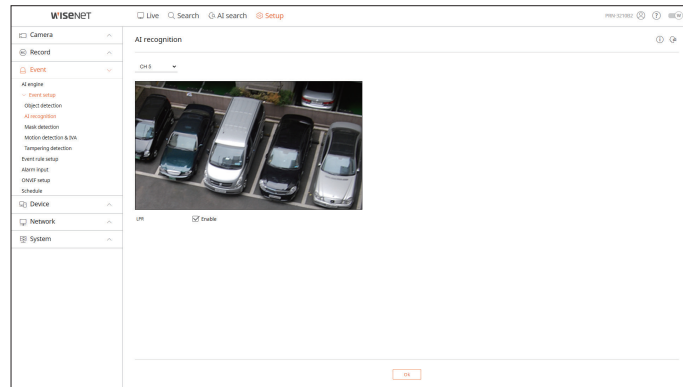 WISENET
Live Search AI search Setup
Camera
Record
Event
AI engine
Event setup
Object detection
AI recognition
Mask detection
Motion detection & IVA
Tampering detection
Event rule setup
Alarm input
ONVIF setup
Schedule
Device
Network
System
AI recognition
CH 5
LPR Enable
OK